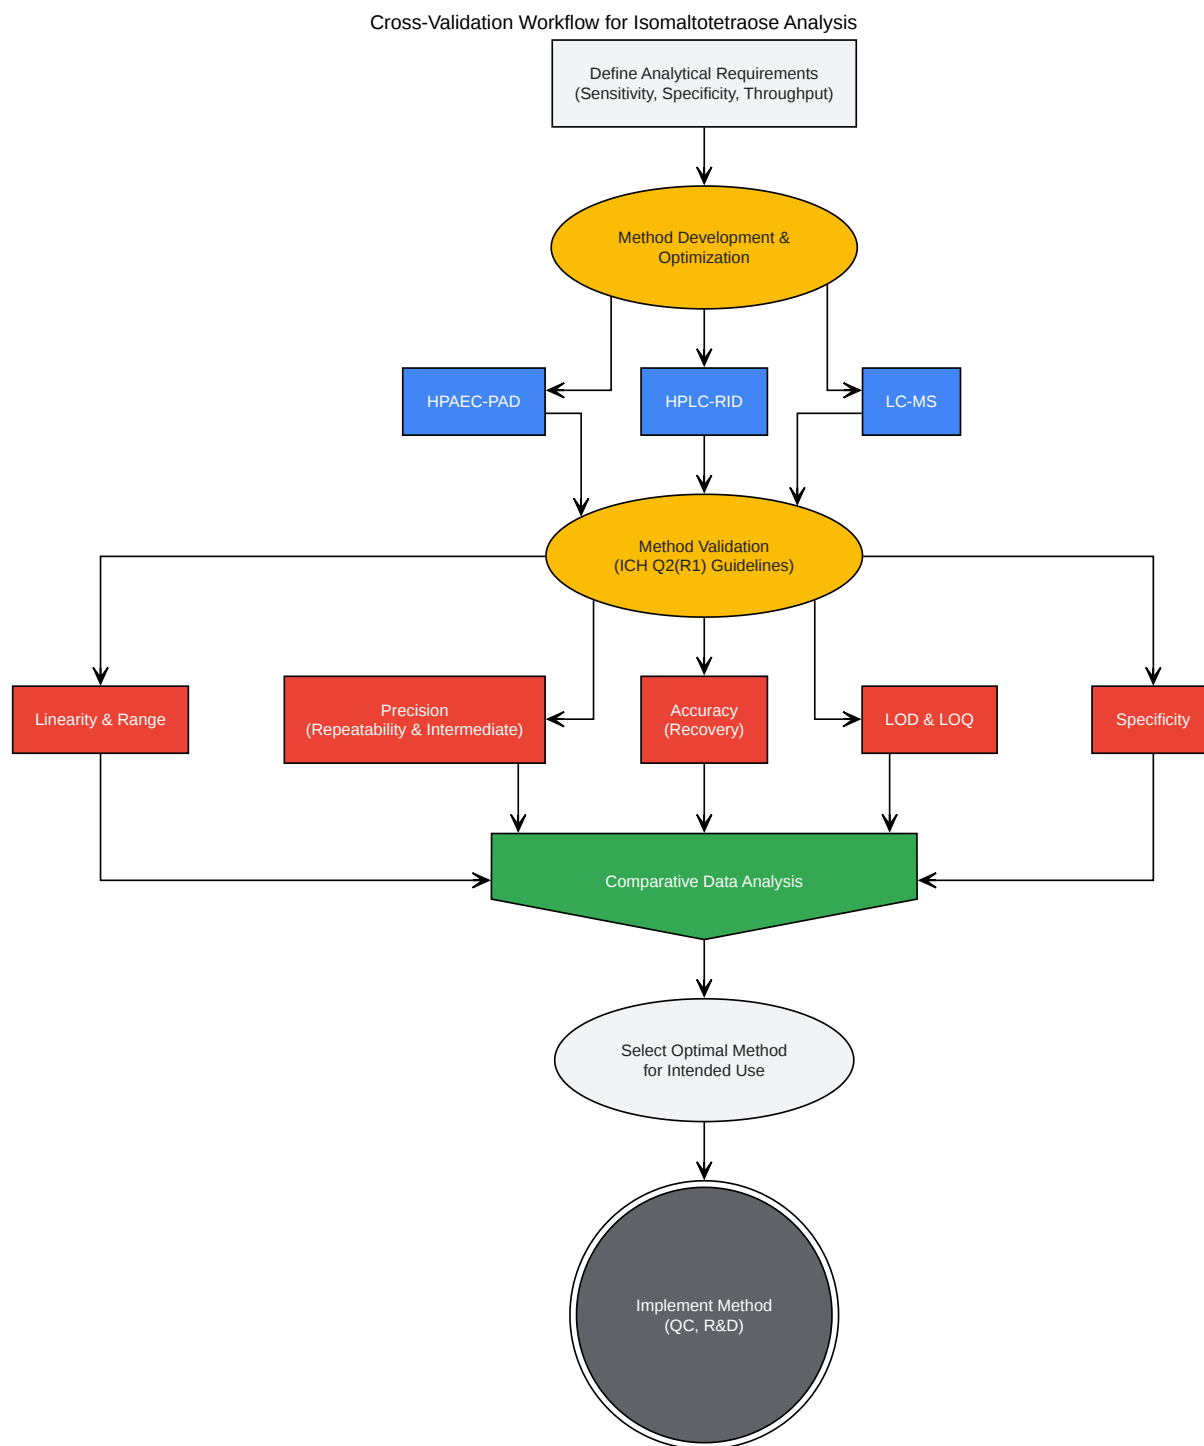 Cross-Validation Workflow for Isomaltotetraose Analysis
Define Analytical Requirements
(Sensitivity, Specificity, Throughput)
Method Development &
Optimization
HPAEC-PAD
HPLC-RID
LC-MS
Method Validation
(ICH Q2(R1) Guidelines)
Linearity & Range
Precision
(Repeatability & Intermediate)
Accuracy
(Recovery)
LOD & LOQ
Specificity
Comparative Data Analysis
Select Optimal Method
for Intended Use
Implement Method
(QC, R&D)